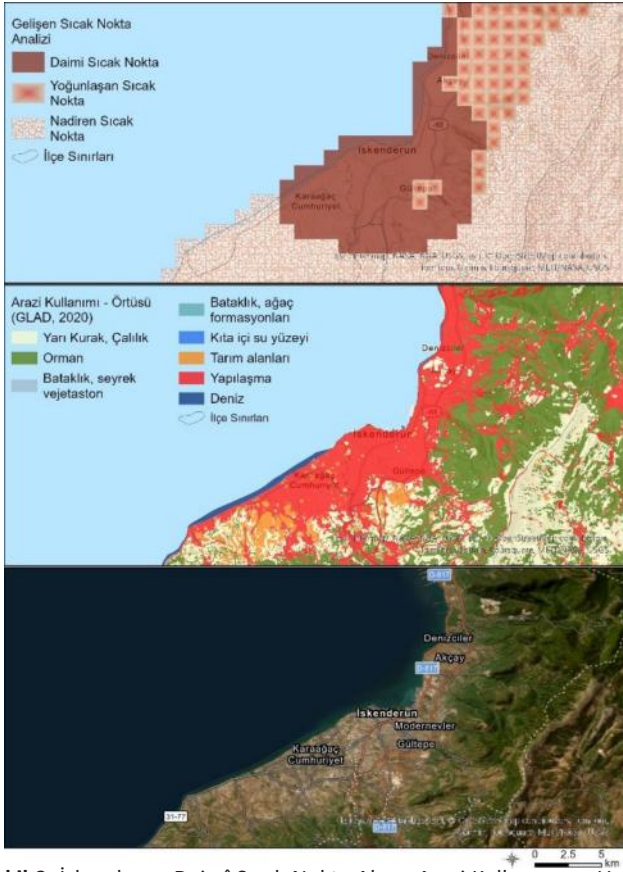 Gelişen Sıcak Nokta
Analizi
Daimi Sıcak Nokta
Yoğunlaşan Sıcak
Nokta
Nadiren Sıcak
Nokta
İlçe Sınırları
Denizciler
İskenderun
Gültepe
Karaağaç
Cumhuriyet
Arazi Kullanımı - Örtüsü
(GLAD, 2020)
Yarı Kurak, Çalılık
Orman
Bataklık, seyrek
vejetaston
Bataklık, ağaç
formasyonları
Kıta içi su yüzeyi
Tarım alanları
Yapılaşma
Deniz
İlçe Sınırları
Denizciler
İskenderun
Gültepe
Karaağaç
Cumhuriyet
D-817
Denizciler
Akçay
D-817
İskenderun
Modernevler
Gültepe
Karaağaç
Cumhuriyet
31-77
0 2.5 5
km